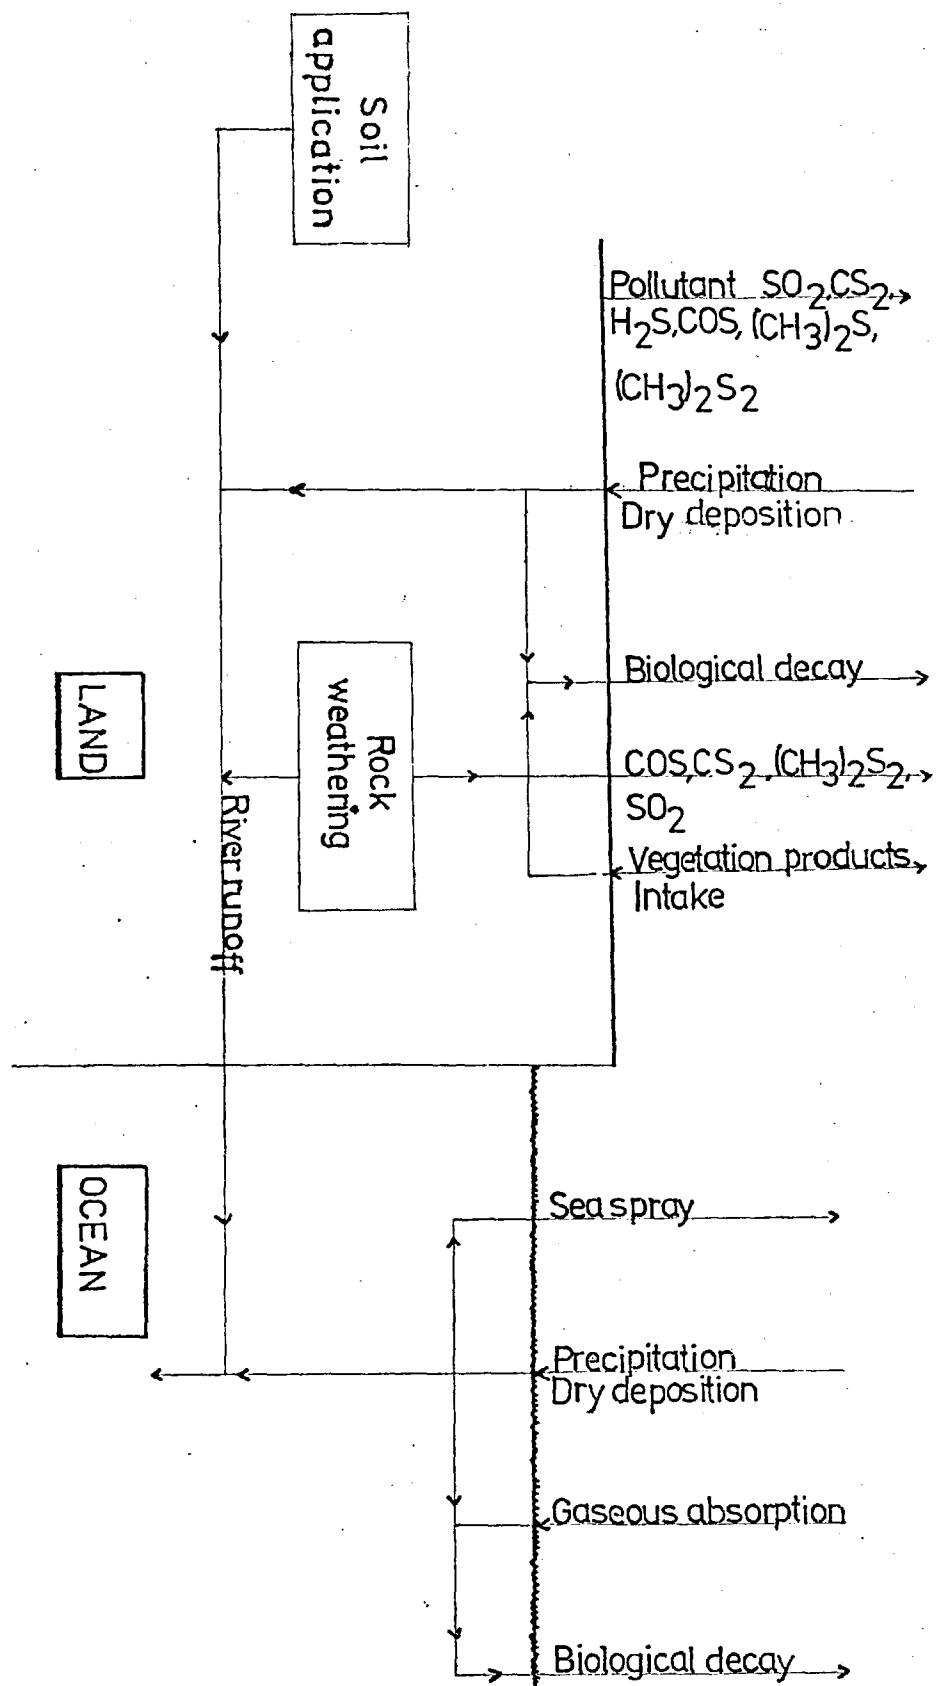 Soil
application
Pollutant SO2,CS2,
H2S,COS, (CH3)2S,
(CH3)2S2
Precipitation
Dry deposition
Biological decay
LAND
Rock
weathering
COS,CS2,(CH3)2S2,
SO2
River runoff
Vegetation products
Intake
OCEAN
Sea spray
Precipitation
Dry deposition
Gaseous absorption
Biological decay